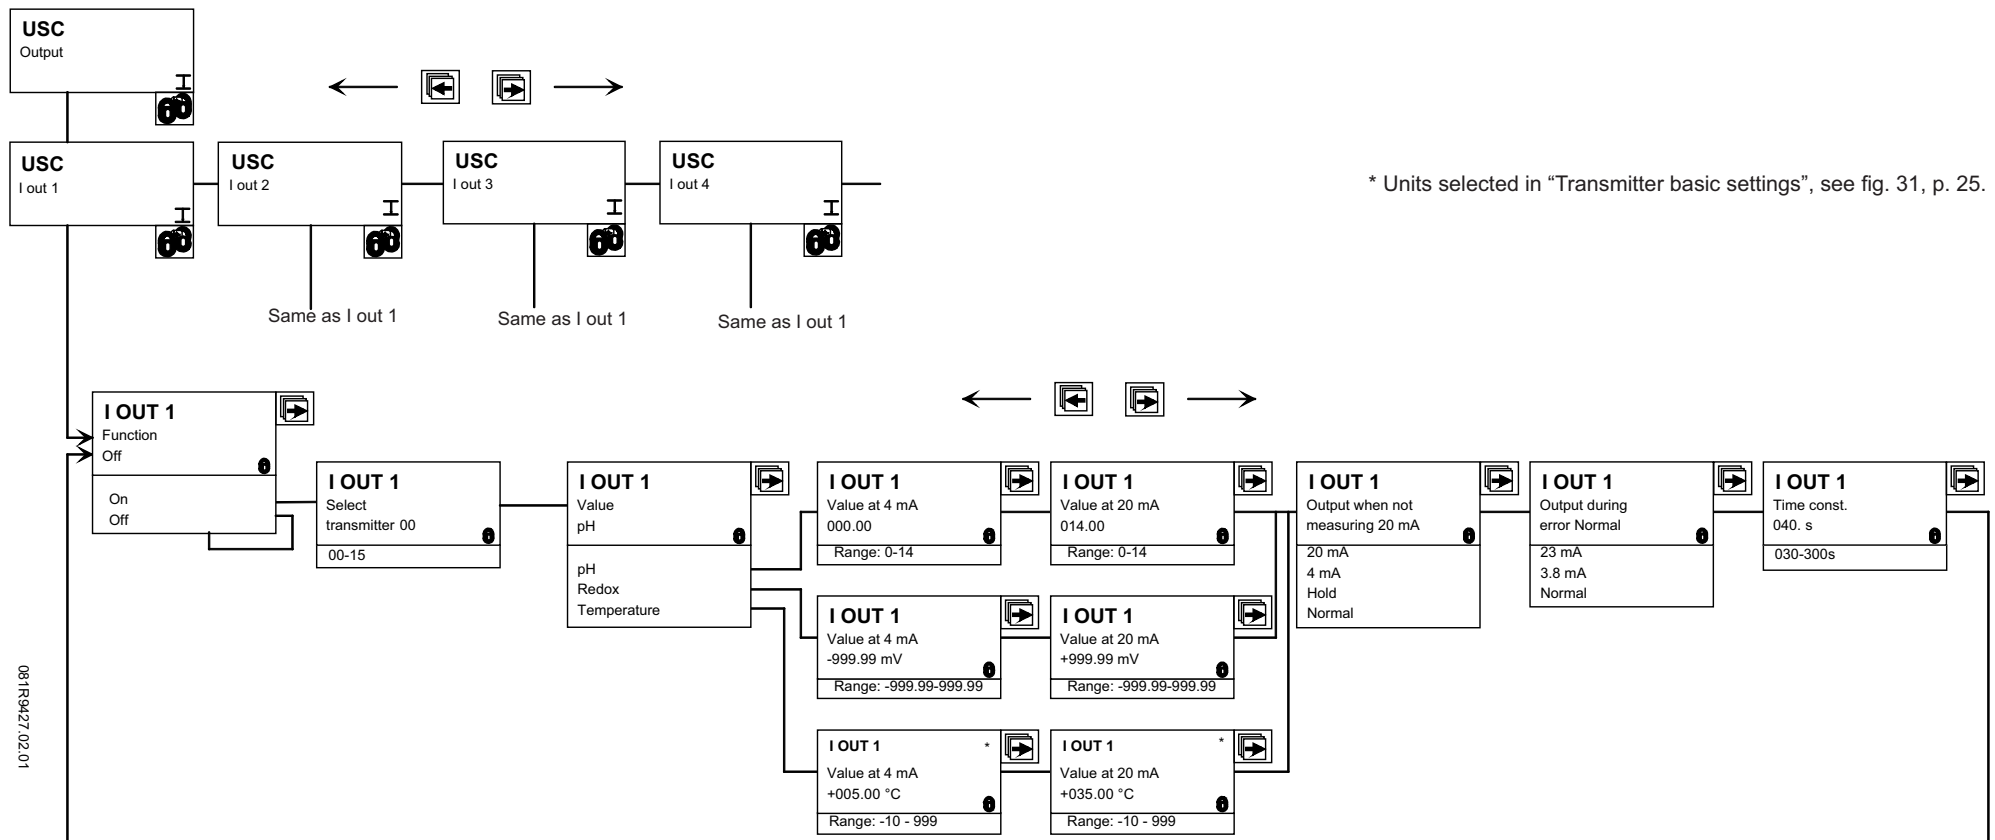 USC
Output
USC
I out 1
USC
I out 2
USC
I out 3
USC
I out 4
* Units selected in “Transmitter basic settings”, see fig. 31, p. 25.
Same as I out 1
Same as I out 1
Same as I out 1
I OUT 1
Function
Off
On
Off
I OUT 1
Select
transmitter 00
00-15
I OUT 1
Value
pH
pH
Redox
Temperature
I OUT 1
Value at 4 mA
000.00
Range: 0-14
I OUT 1
Value at 20 mA
014.00
Range: 0-14
I OUT 1
Output when not
measuring 20 mA
20 mA
4 mA
Hold
Normal
I OUT 1
Output during
error Normal
23 mA
3.8 mA
Normal
I OUT 1
Time const.
040. s
030-300s
I OUT 1
Value at 4 mA
-999.99 mV
Range: -999.99-999.99
I OUT 1
Value at 20 mA
+999.99 mV
Range: -999.99-999.99
I OUT 1 *
Value at 4 mA
+005.00 °C
Range: -10 - 999
I OUT 1 *
Value at 20 mA
+035.00 °C
Range: -10 - 999
081R9427.02.01